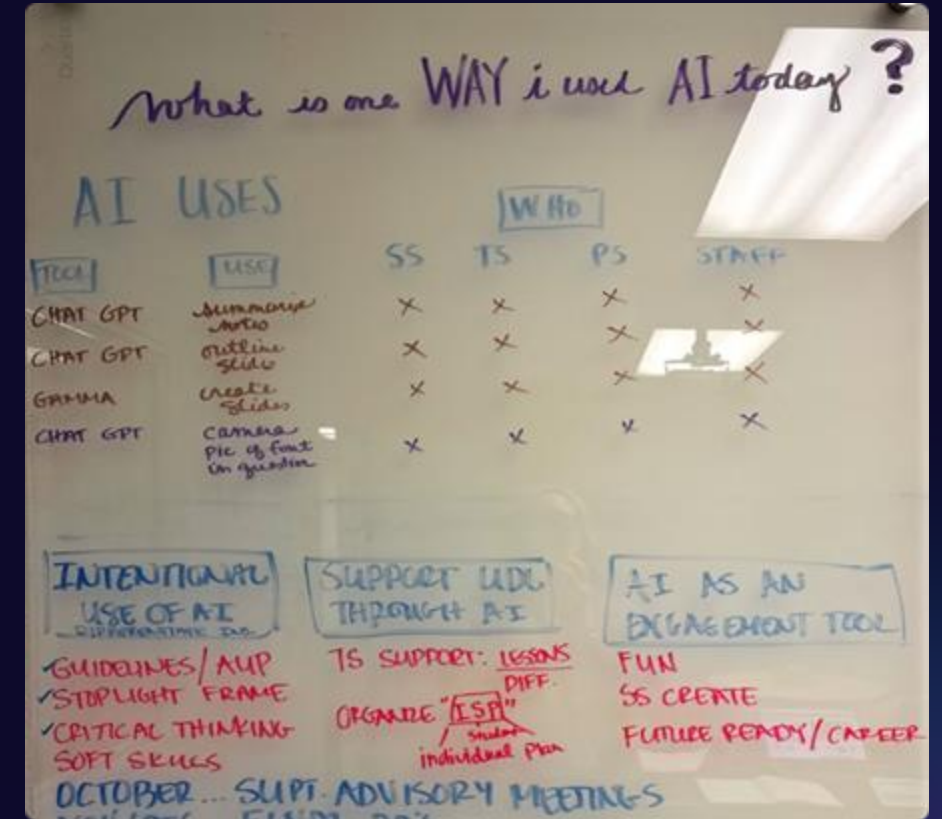 What is one WAY i used AI today ?
AI USES
WHO
TOOL USE SS TS PS STAFF
CHAT GPT summarize X X X X
notes
CHAT GPT outline X X X X
slides
GAMMA create X X X X
slides
CHAT GPT camera X X X X
pic of font
in question
INTENTIONAL
USE OF AI
✓GUIDELINES/AUP
✓STOPLIGHT FRAME
✓CRITICAL THINKING
SOFT SKILLS
SUPPORT UDL
THROUGH AI
TS SUPPORT: LESSONS
DIFF.
ORGANIZE "ISP"
Student
individual Plan
AI AS AN
ENGAGEMENT TOOL
FUN
SS CREATE
FUTURE READY/CAREER
OCTOBER... SUPT. ADVISORY MEETINGS